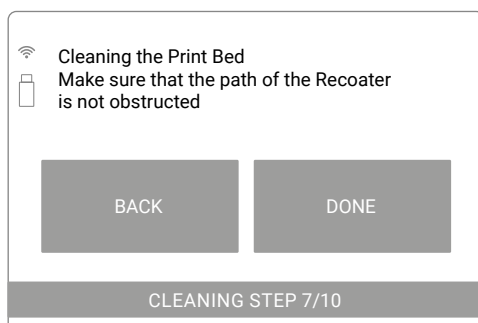 Cleaning the Print Bed
Make sure that the path of the Recoater
is not obstructed
BACK
DONE
CLEANING STEP 7/10